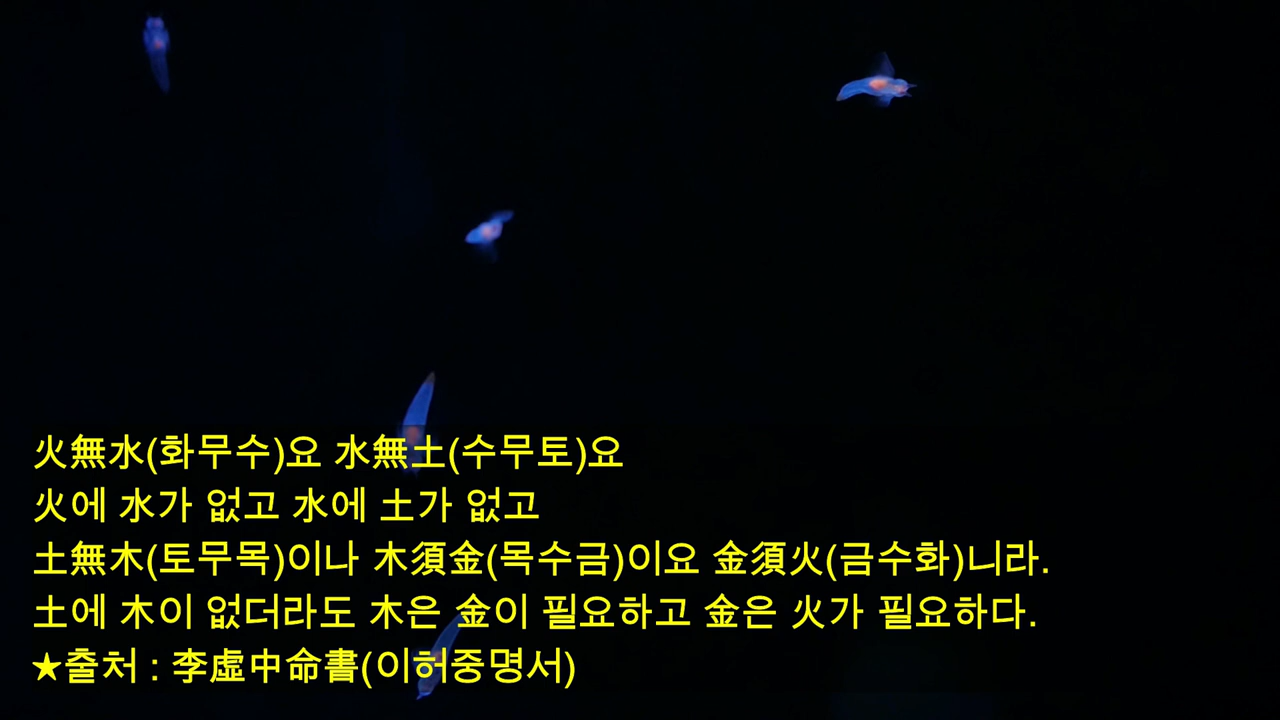 火無水(화무수)요 水無土(수무토)요
火에 水가 없고 水에 土가 없고
土無木(토무목)이나 木須金(목수금)이요 金須火(금수화)니라.
土에 木이 없더라도 木은 金이 필요하고 金은 火가 필요하다.
★출처 : 李虛中命書(이허중명서)